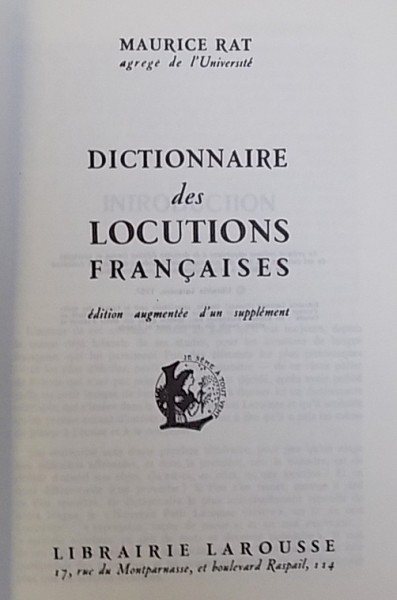 MAURICE RAT
agrégé de l'Université
DICTIONNAIRE
des
LOCUTIONS
FRANÇAISES
édition augmentée d'un supplément
JE SÈME À TOUT VENT
LIBRAIRIE LAROUSSE
17, rue du Montparnasse, et boulevard Raspail, 114
INTRODUCTION